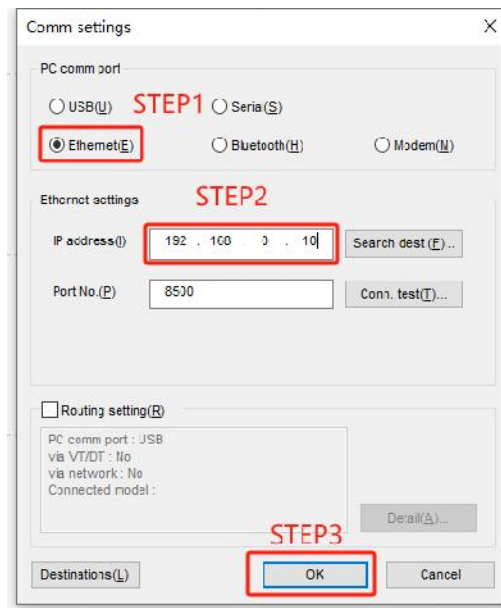 Comm settings
PC comm port
USB(U) STEP1 Serial(S)
Ethernet(E) Bluetooth(H) Modem(M)
Ethernet settings STEP2
IP address(I) 192 . 168 . 0 . 10 Search dest (F) ..
Port No.(P) 8500 Conn. test(T)...
Routing setting(R)
PC comm port : USB
via VT/DT : No
via network : No
Connected model :
Detail(A)...
STEP3
Destinations(L) OK Cancel